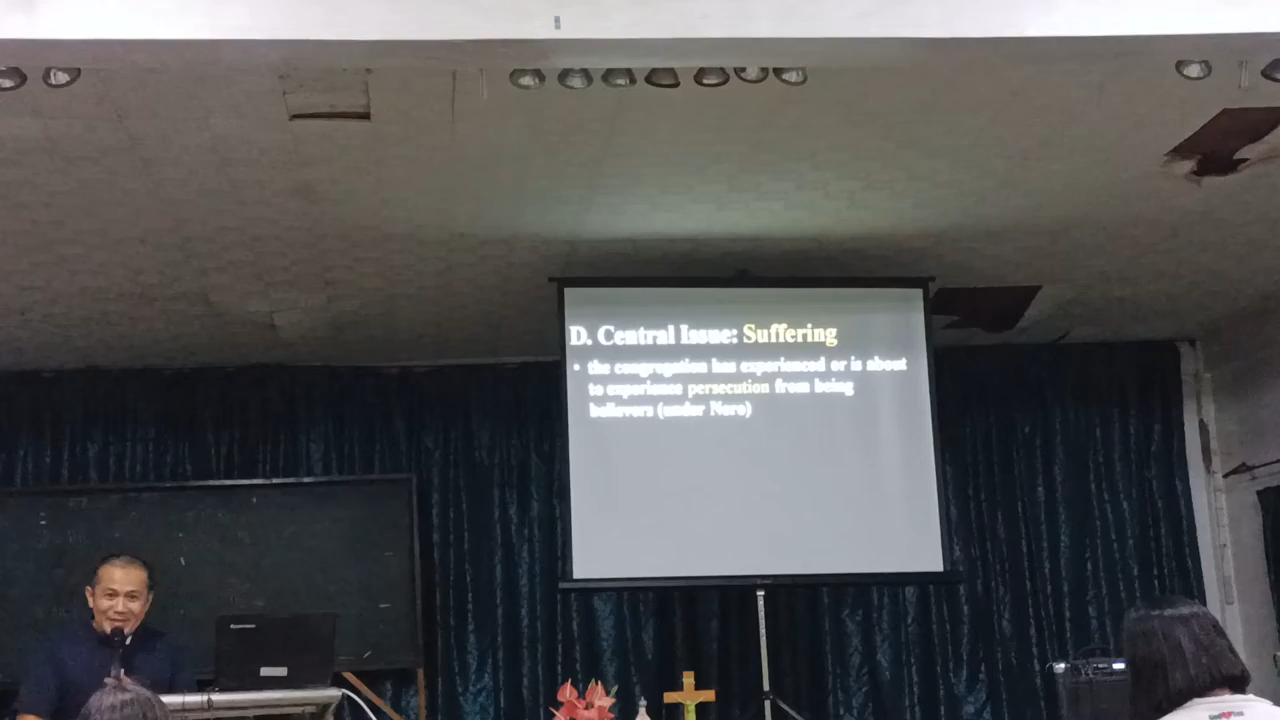 D. Central Issue: Suffering
• the congregation has experienced or is about
to experience persecution from being
believers (under Nero)